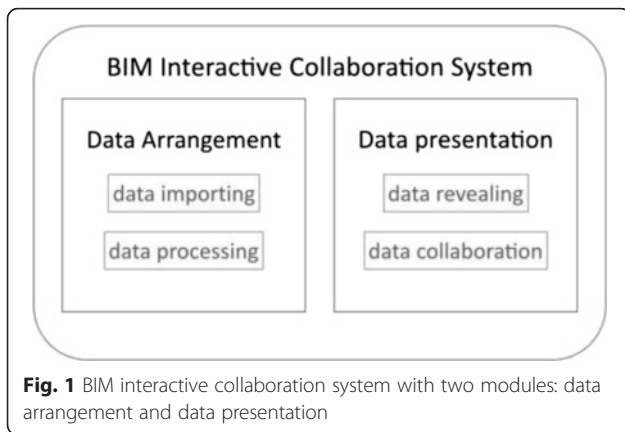 BIM Interactive Collaboration System
Data Arrangement
data importing
data processing
Data presentation
data revealing
data collaboration
Fig. 1 BIM interactive collaboration system with two modules: data
arrangement and data presentation